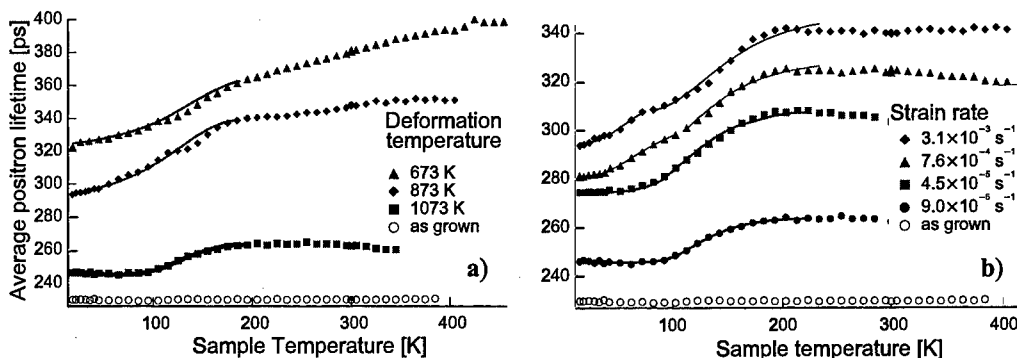 Average positron lifetime [ps]
400
380
360
340
320
300
280
260
240
100
200
300
400
Sample Temperature [K]
Deformation
temperature
673 K
873 K
1073 K
as grown
a)
340
320
300
280
260
240
100
200
300
400
Sample temperature [K]
Strain rate
3.1×10⁻³ s⁻¹
7.6×10⁻⁴ s⁻¹
4.5×10⁻⁵ s⁻¹
9.0×10⁻⁵ s⁻¹
as grown
b)